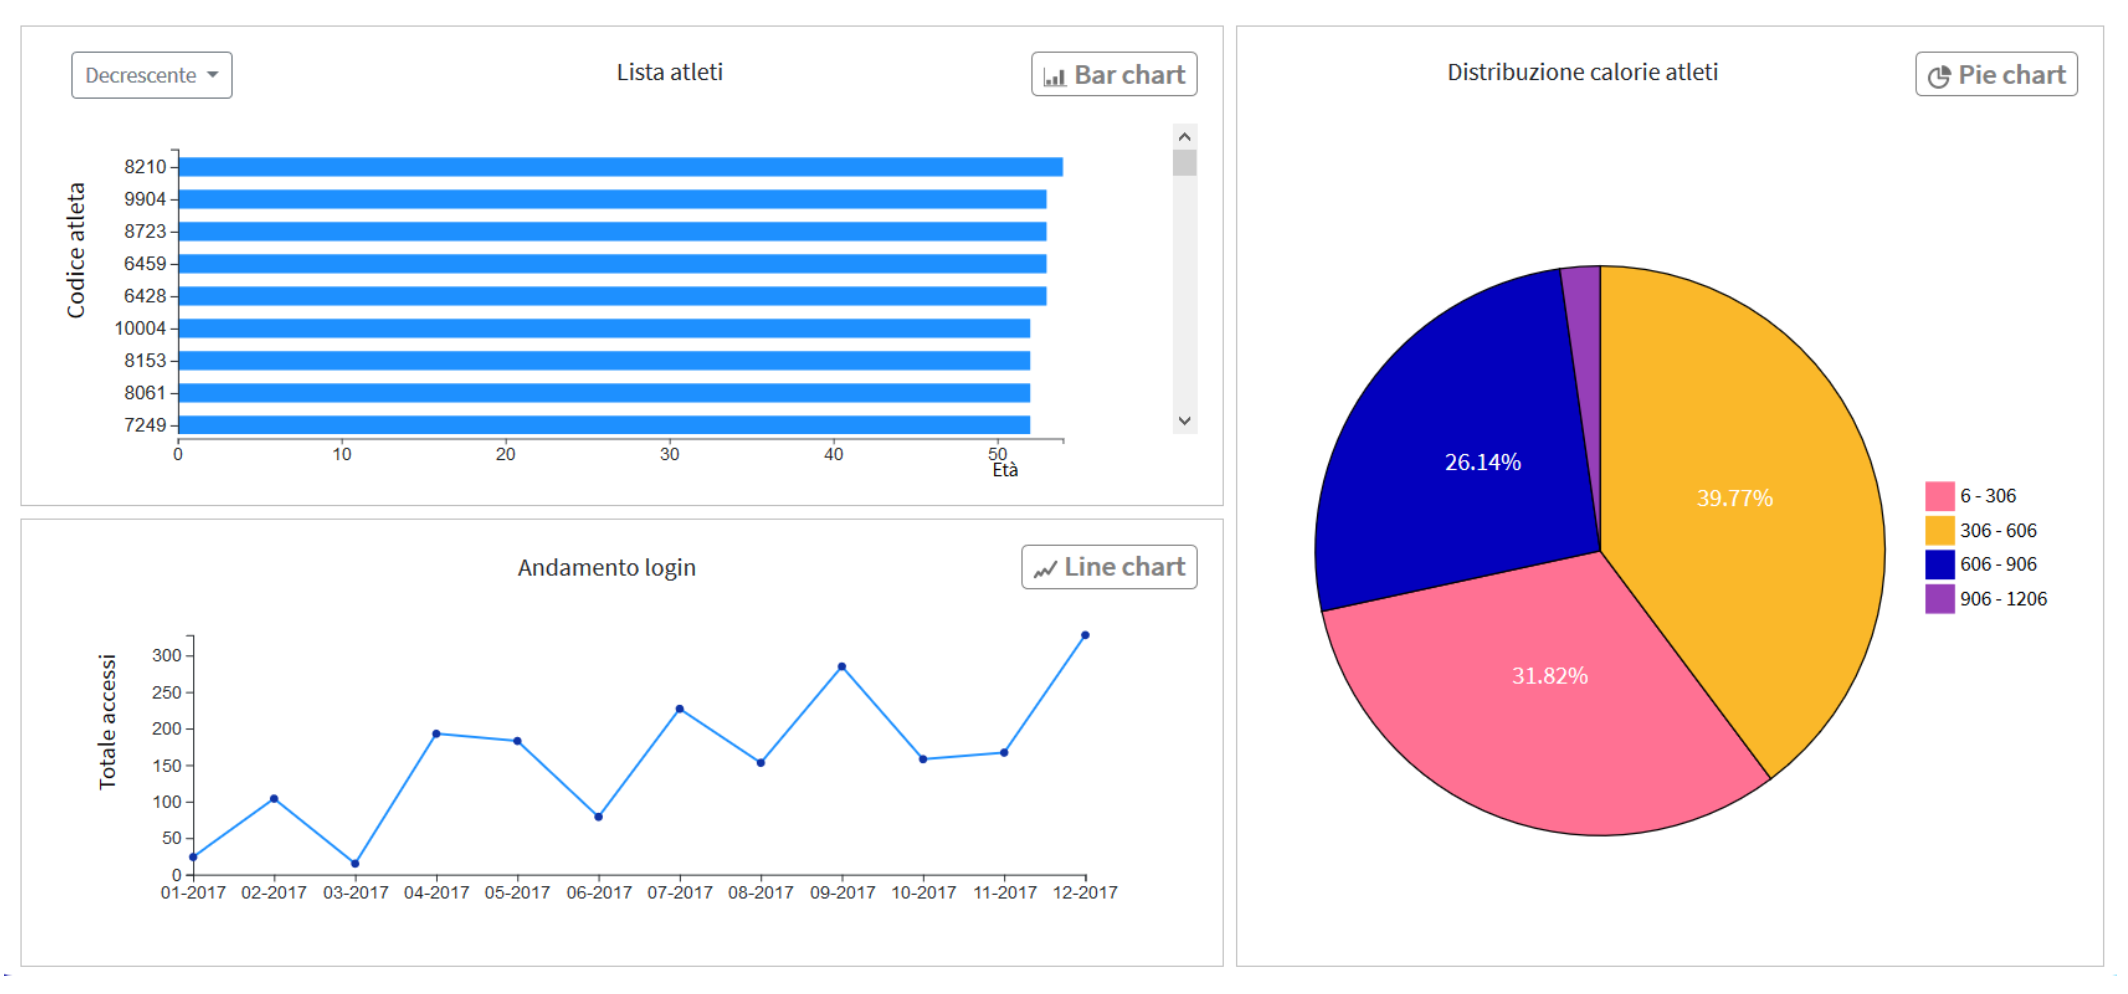 Decrescente
Lista atleti
Bar chart
Codice atleta
8210
9904
8723
6459
6428
10004
8153
8061
7249
0 10 20 30 40 50
Età
Andamento login
Line chart
Totale accessi
300
250
200
150
100
50
0
01-2017 02-2017 03-2017 04-2017 05-2017 06-2017 07-2017 08-2017 09-2017 10-2017 11-2017 12-2017
Distribuzione calorie atleti
Pie chart
26.14%
39.77%
31.82%
6 - 306
306 - 606
606 - 906
906 - 1206